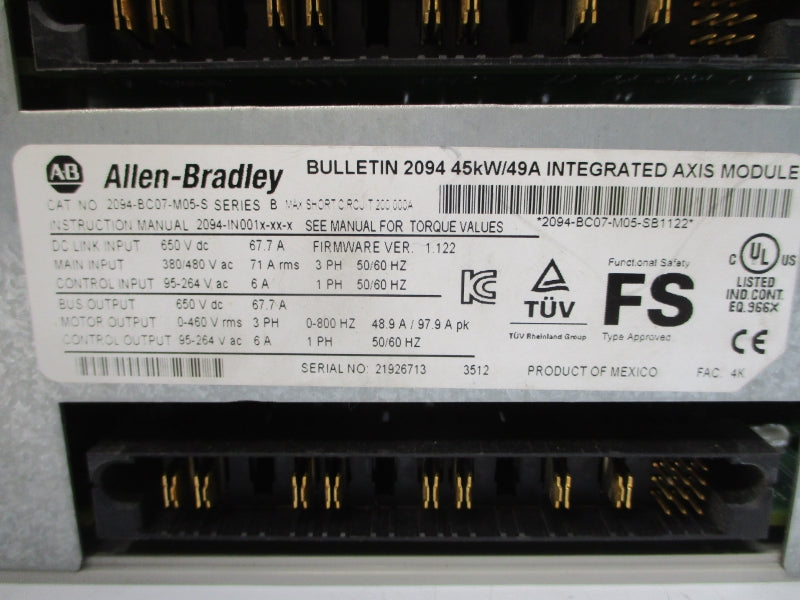 AB Allen-Bradley
BULLETIN 2094 45kW/49A INTEGRATED AXIS MODULE
CAT NO. 2094-BC07-M05-S SERIES B MAX SHORT CIRCUIT 200,000A
*2094-BC07-M05-SB1122*
INSTRUCTION MANUAL 2094-IN001x-xx-x SEE MANUAL FOR TORQUE VALUES
DC LINK INPUT 650 V dc 67.7 A FIRMWARE VER. 1.122
MAIN INPUT 380/480 V ac 71 A rms 3 PH 50/60 HZ
CONTROL INPUT 95-264 V ac 6 A 1 PH 50/60 HZ
BUS OUTPUT 650 V dc 67.7 A
MOTOR OUTPUT 0-460 V rms 3 PH 0-800 HZ 48.9 A / 97.9 A pk
CONTROL OUTPUT 95-264 V ac 6 A 1 PH 50/60 HZ
TÜV
TÜV Rheinland Group
Functional Safety
FS
Type Approved
C UL US
LISTED
IND.CONT.
EQ.966X
CE
SERIAL NO: 21926713 3512 PRODUCT OF MEXICO FAC. 4K